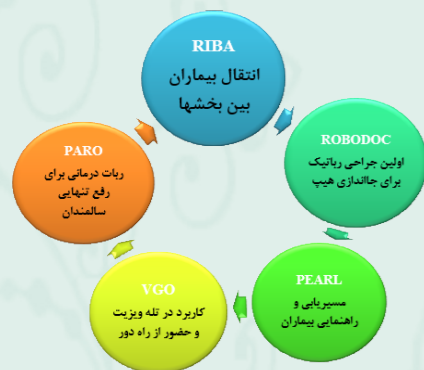 RIBA
انتقال بیماران
بین بخشها
ROBODOC
اولین جراحی رباتیک
برای جااندازی هیپ
PEARL
مسیریابی و
راهنمایی بیماران
VGO
کاربرد در تله ویزیت
و حضور از راه دور
PARO
ربات درمانی برای
رفع تنهایی
سالمندان